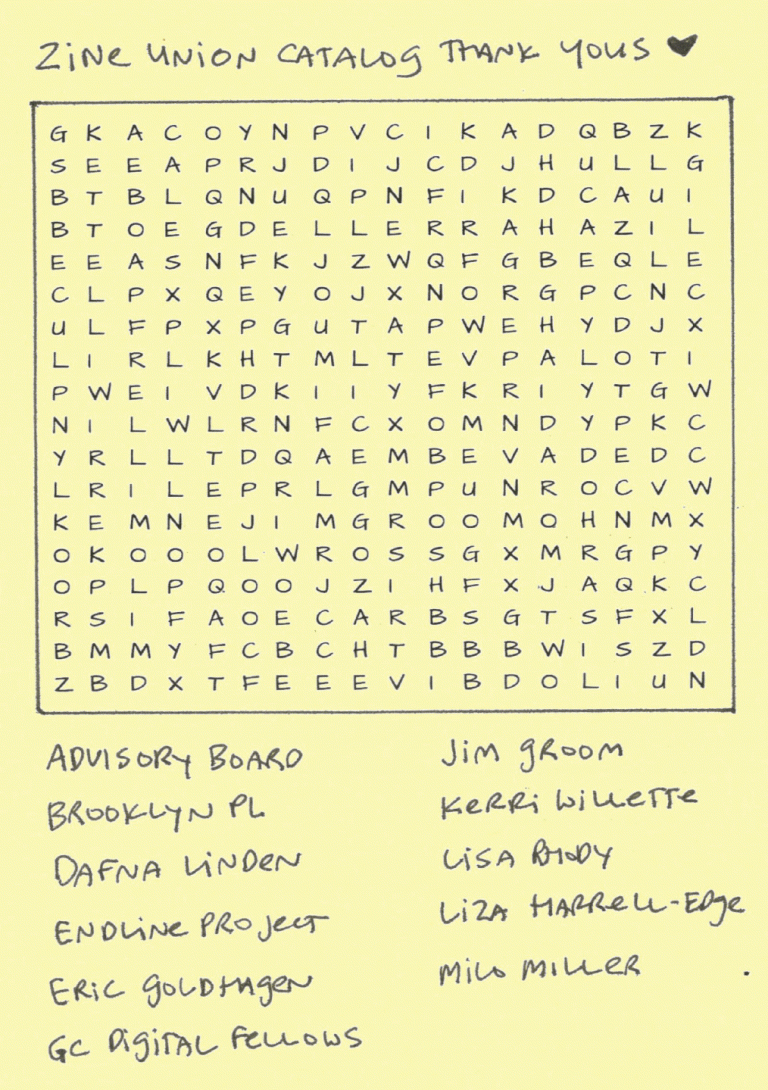 ZINE UNION CATALOG THANK YOUS ♥
G K A C O Y N P V C I K A D Q B Z K
S E E A P R J D I J C D J H U L L G
B T B L Q N U Q P N F I K D C A U I
B T O E G D E L L E R R A H A Z I L
E E A S N F K J Z W Q F G B E Q L E
C L P X Q E Y O J X N O R G P C N C
U L F P X P G U T A P W E H Y D J X
L I R L K H T M L T E V P A L O T I
P W E I V D K I I Y F K R I Y T G W
N I L W L R N F C X O M N D Y P K C
Y R L L T D Q A E M B E V A D E D C
L R I L E P R L G M P U N R O C V W
K E M N E J I M G R O O M Q H N M X
O K O O O L W R O S S G X M R G P Y
O P L P Q O O J Z I H F X J A Q K C
R S I F A O E C A R B S G T S F X L
B M M Y F C B C H T B B B W I S Z D
Z B D X T F E E E V I B D O L I U N
ADVISORY BOARD
BROOKLYN PL
DAFNA LINDEN
ENDLINE PROJECT
ERIC GOLDHAGEN
GC DIGITAL FELLOWS
JIM GROOM
KERRI WILLETTE
LISA RHODY
LIZA HARRELL-EDGE
MILO MILLER